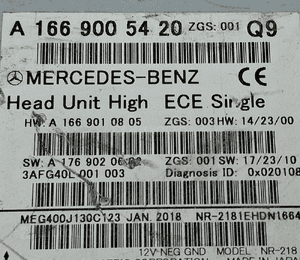 A 166 900 54 20 ZGS: 001 Q9
MERCEDES-BENZ CE
Head Unit High ECE Single
HW: A 166 901 08 05 ZGS: 003 HW: 14/23/00
SW: A 176 902 06 ZGS: 001 SW: 17/23/10
3AFG40L 001 003 Diagnosis ID: 0x020108
MEG400J130C123 JAN. 2018 NR-2181EHDN1664
12V NEG GND MODEL NR-218